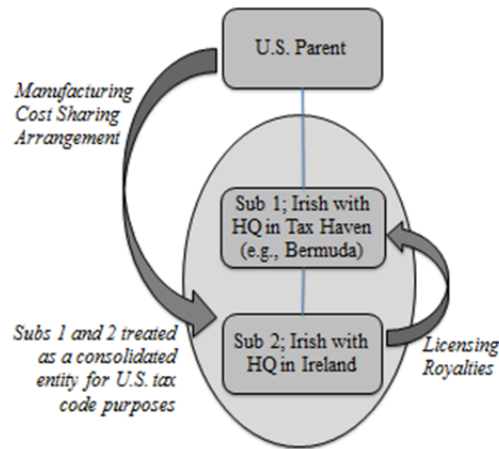 U.S. Parent
Manufacturing
Cost Sharing
Arrangement
Sub 1; Irish with
HQ in Tax Haven
(e.g., Bermuda)
Subs 1 and 2 treated
as a consolidated
entity for U.S. tax
code purposes
Sub 2; Irish with
HQ in Ireland
Licensing
Royalties